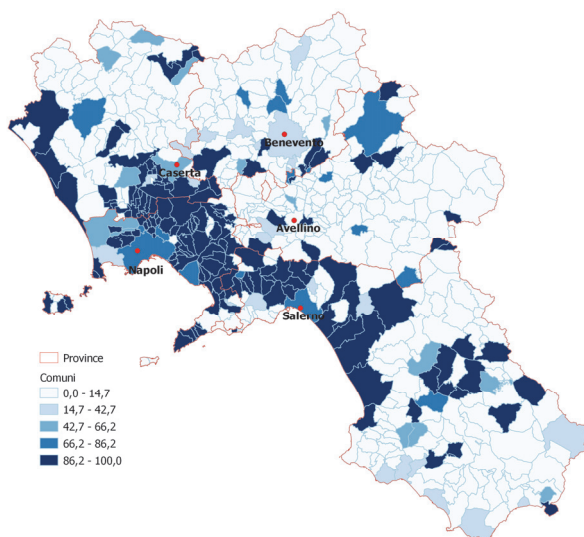 Benevento
Caserta
Avellino
Napoli
Salerno
Province
Comuni
0,0 - 14,7
14,7 - 42,7
42,7 - 66,2
66,2 - 86,2
86,2 - 100,0